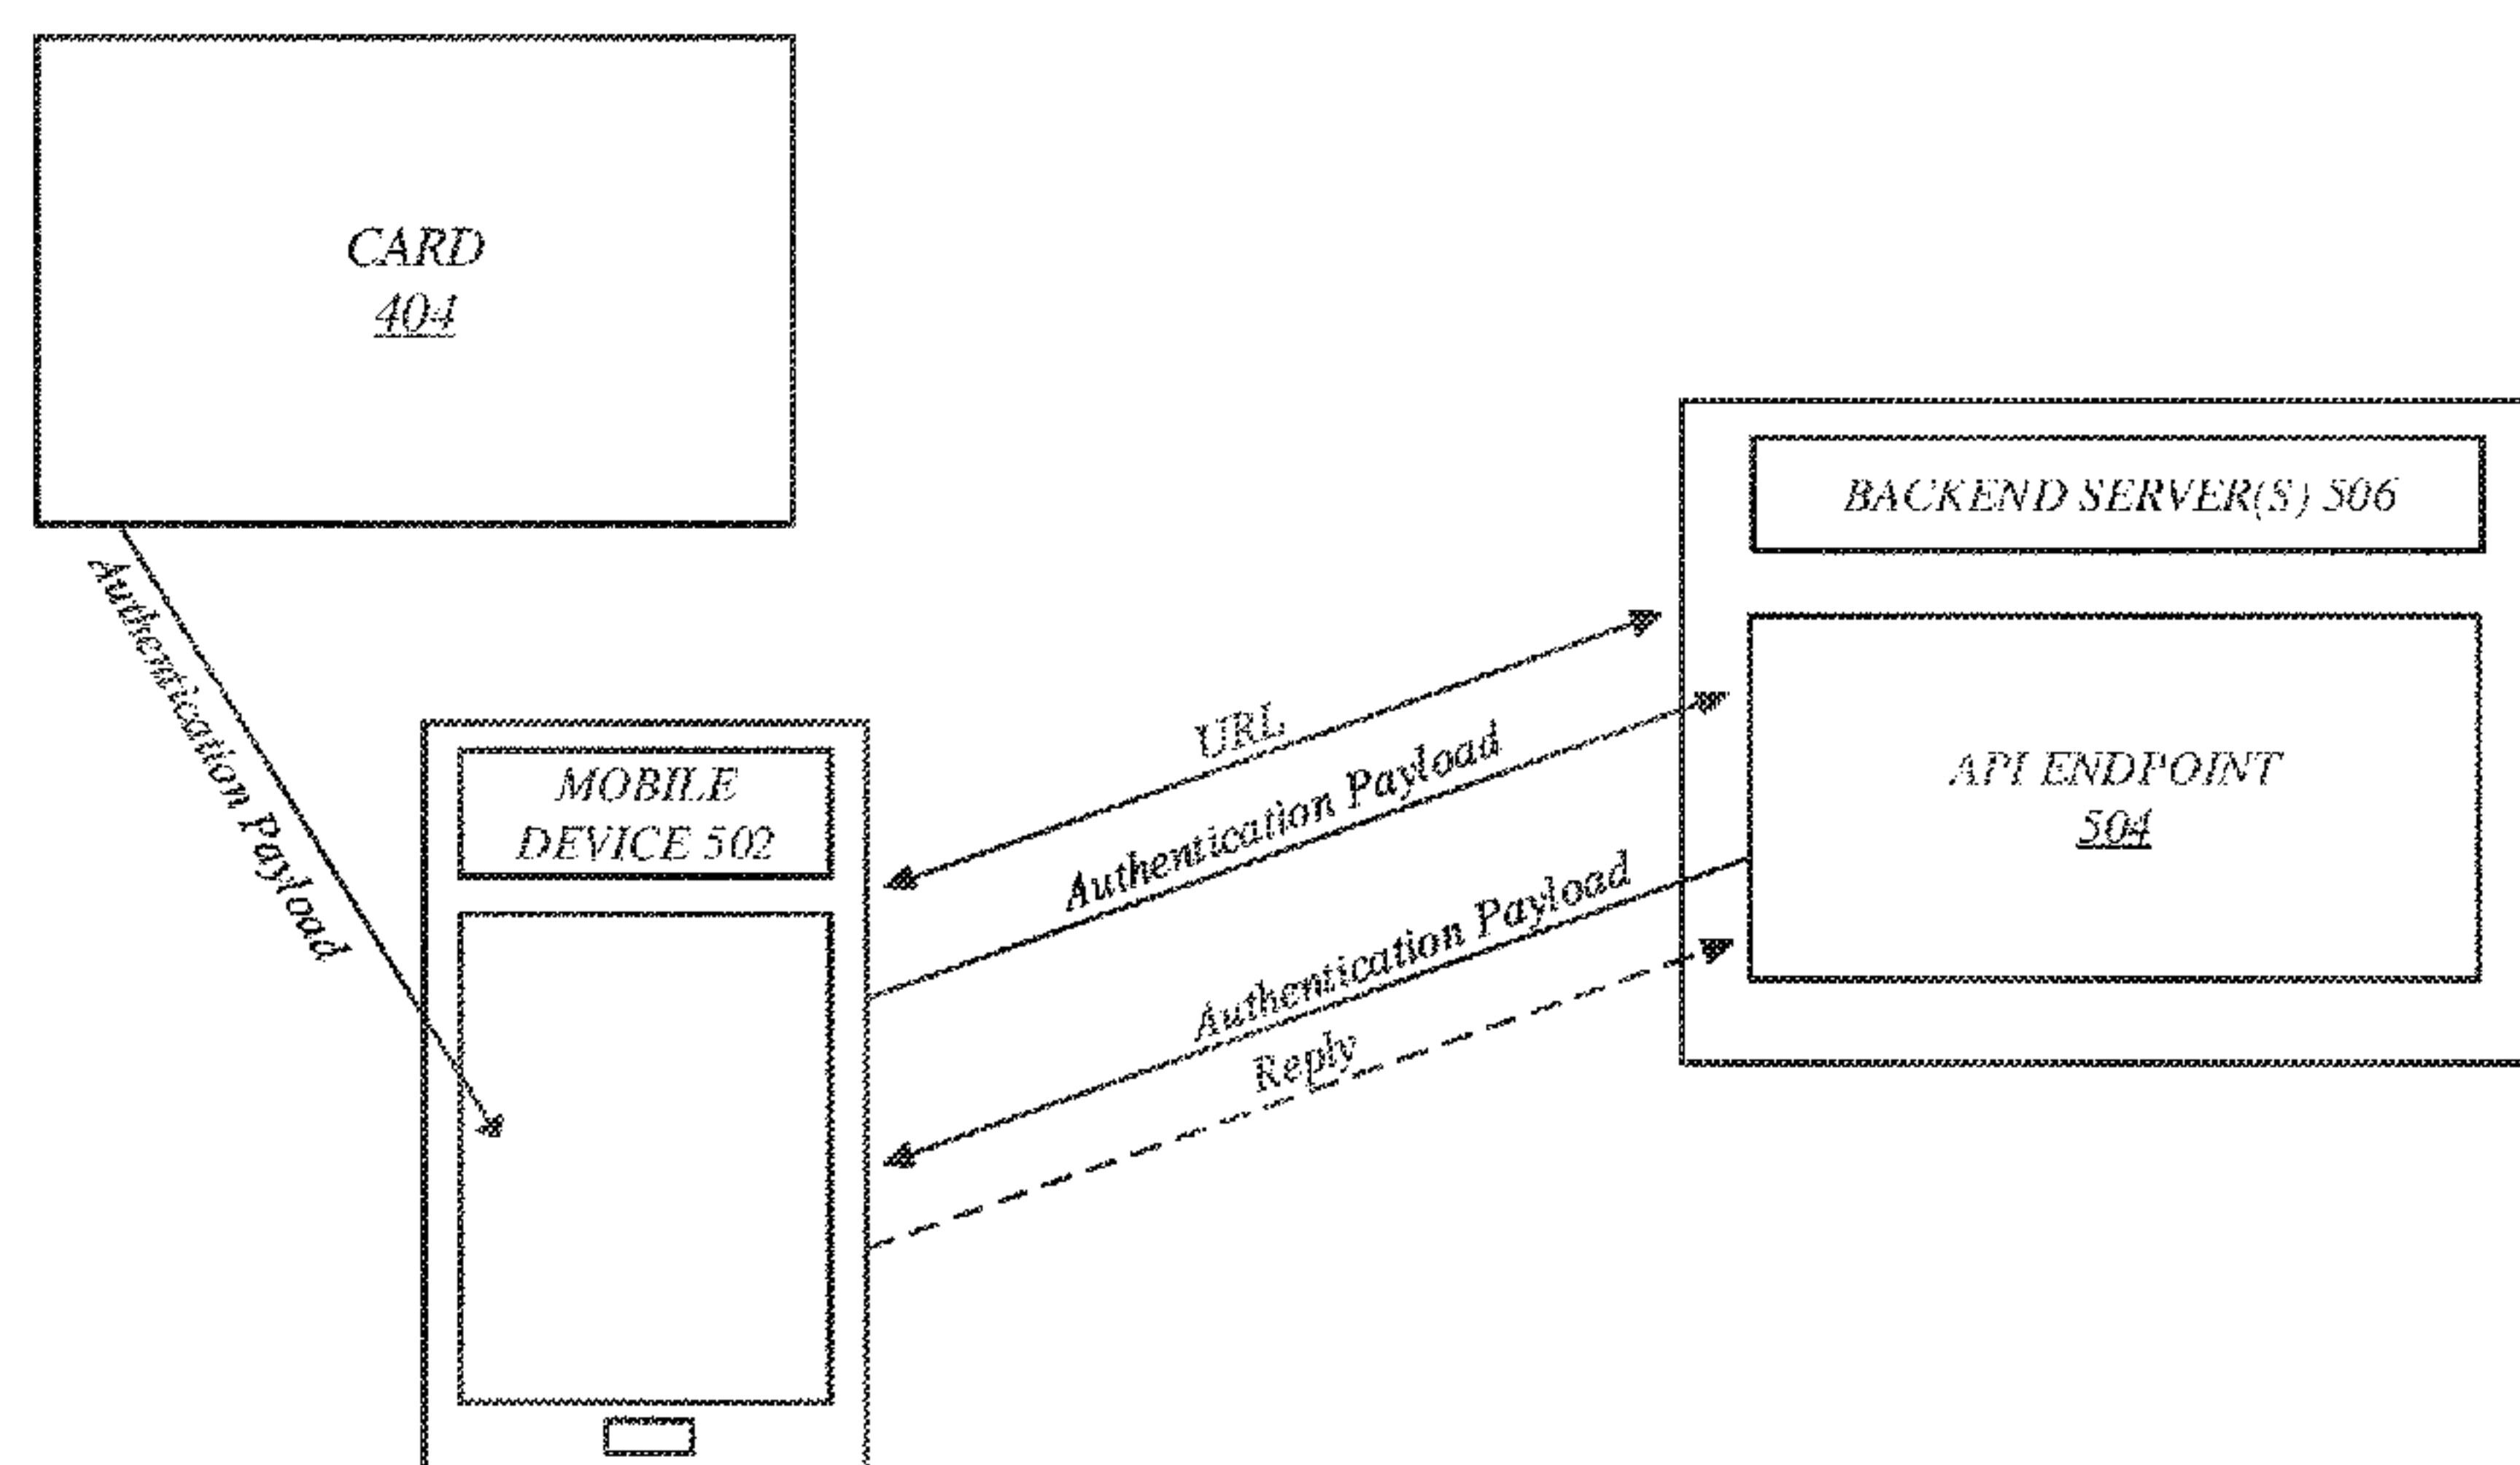 CARD
404
BACKEND SERVER(S) 506
Authentication Payload
URL
Authentication Payload
MOBILE
DEVICE 502
API ENDPOINT
504
Authentication Payload
Reply